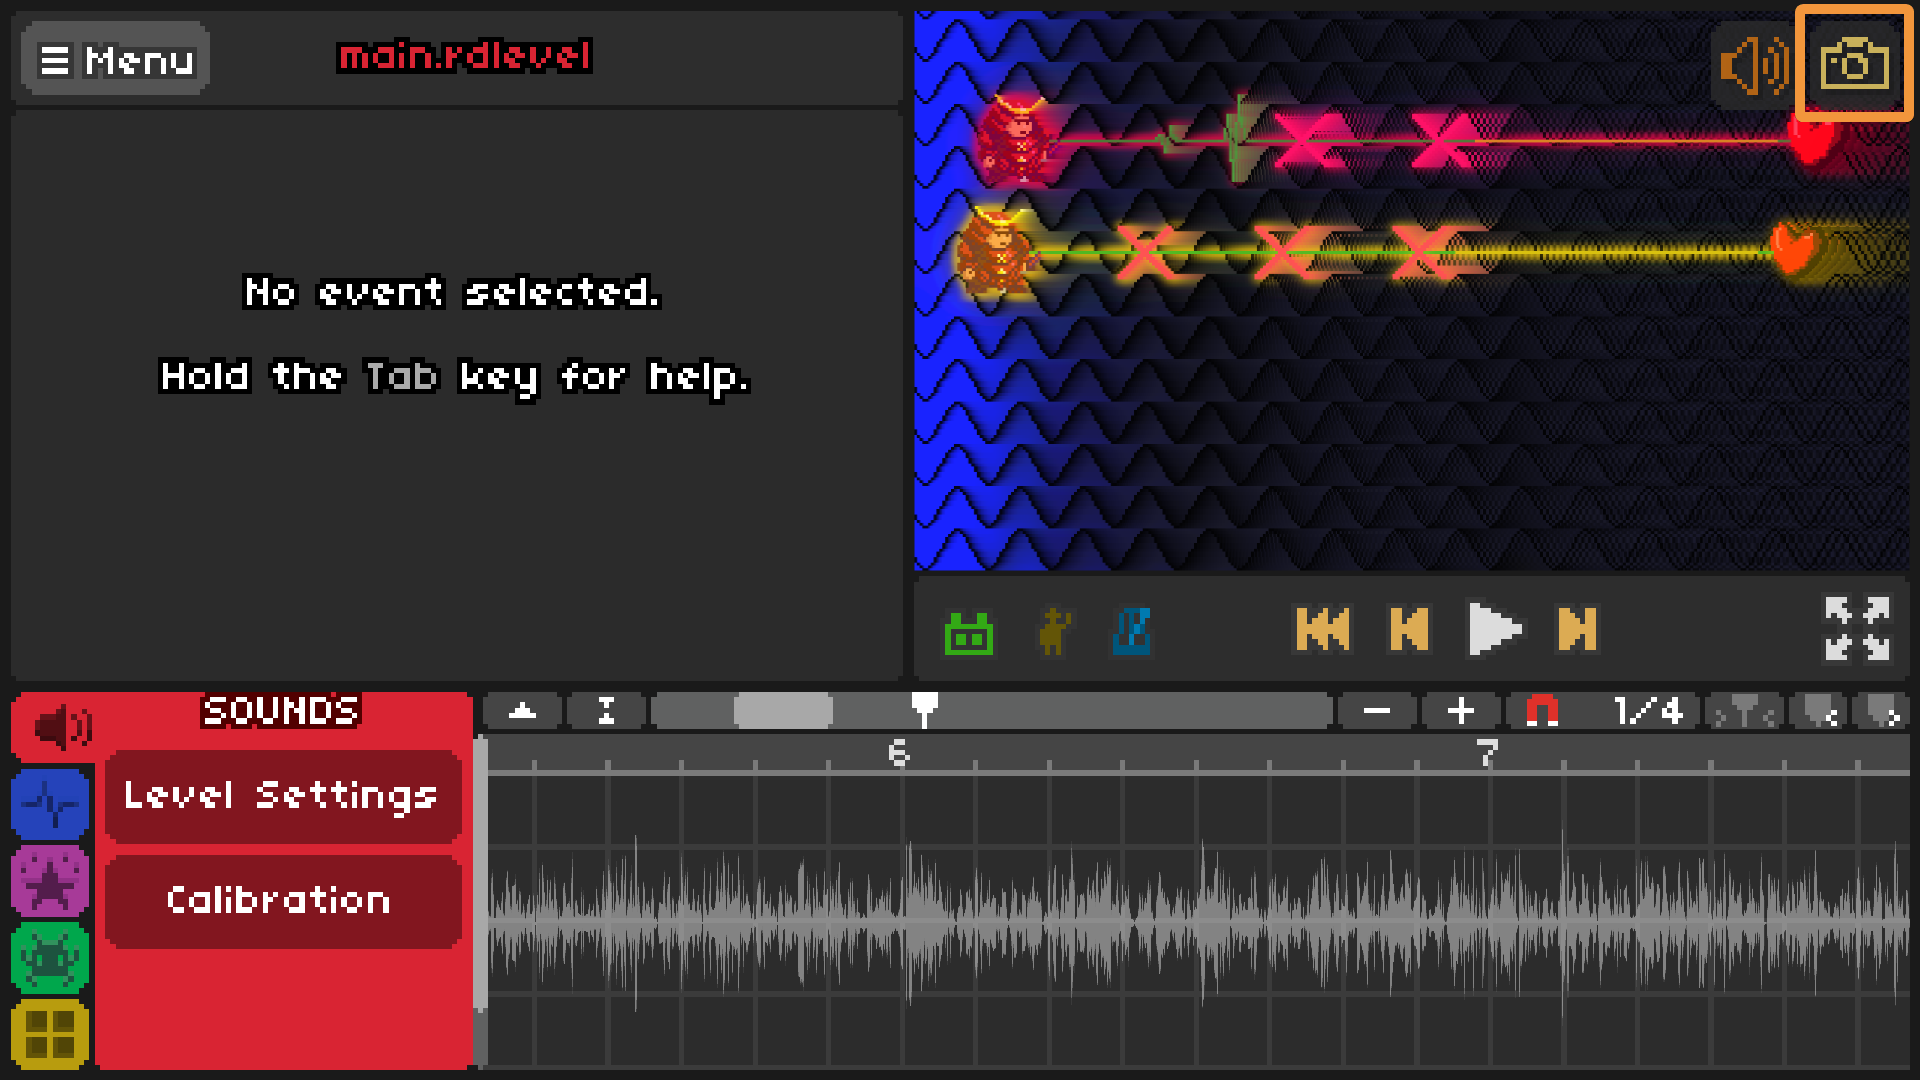 Menu
main.rdlevel
No event selected.
Hold the Tab key for help.
SOUNDS
Level Settings
Calibration
1/4
6
7